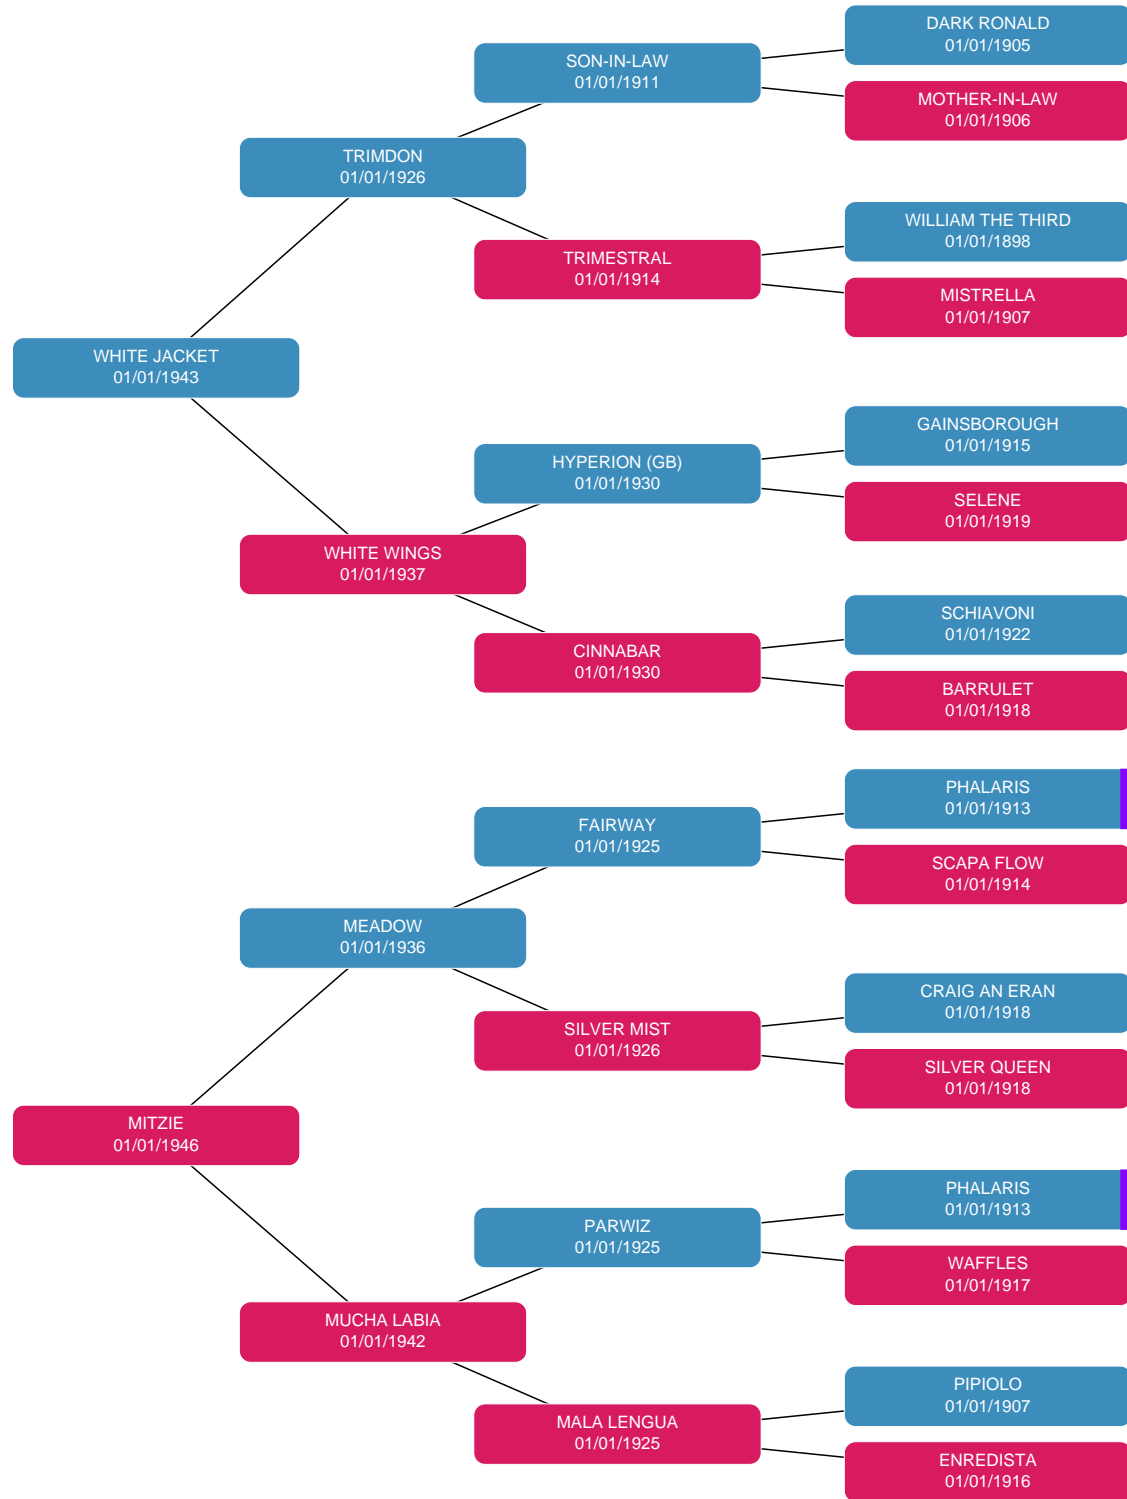 DARK RONALD
01/01/1905
SON-IN-LAW
01/01/1911
MOTHER-IN-LAW
01/01/1906
TRIMDON
01/01/1926
WILLIAM THE THIRD
01/01/1898
TRIMESTRAL
01/01/1914
MISTRELLA
01/01/1907
WHITE JACKET
01/01/1943
GAINSBOROUGH
01/01/1915
HYPERION (GB)
01/01/1930
SELENE
01/01/1919
WHITE WINGS
01/01/1937
SCHIAVONI
01/01/1922
CINNABAR
01/01/1930
BARRULET
01/01/1918
PHALARIS
01/01/1913
FAIRWAY
01/01/1925
SCAPA FLOW
01/01/1914
MEADOW
01/01/1936
CRAIG AN ERAN
01/01/1918
SILVER MIST
01/01/1926
SILVER QUEEN
01/01/1918
MITZIE
01/01/1946
PHALARIS
01/01/1913
PARWIZ
01/01/1925
WAFFLES
01/01/1917
MUCHA LABIA
01/01/1942
PIPIOLO
01/01/1907
MALA LENGUA
01/01/1925
ENREDISTA
01/01/1916